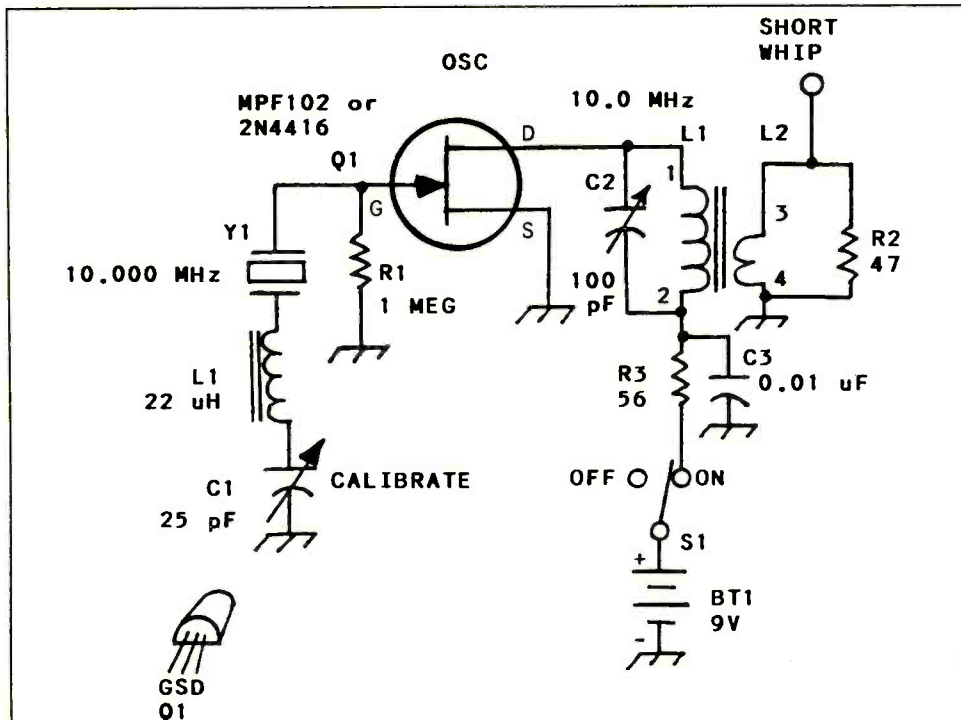 SHORT
WHIP
OSC
MPF102 or
2N4416
10.0 MHz
Q1
D
L1
L2
G
S
C2
1
3
Y1
10.000 MHz
R1
1 MEG
100
pF
2
4
R2
47
L1
22 uH
R3
56
C3
0.01 uF
C1
25 pF
CALIBRATE
OFF
ON
S1
+
BT1
9V
-
GSD
Q1